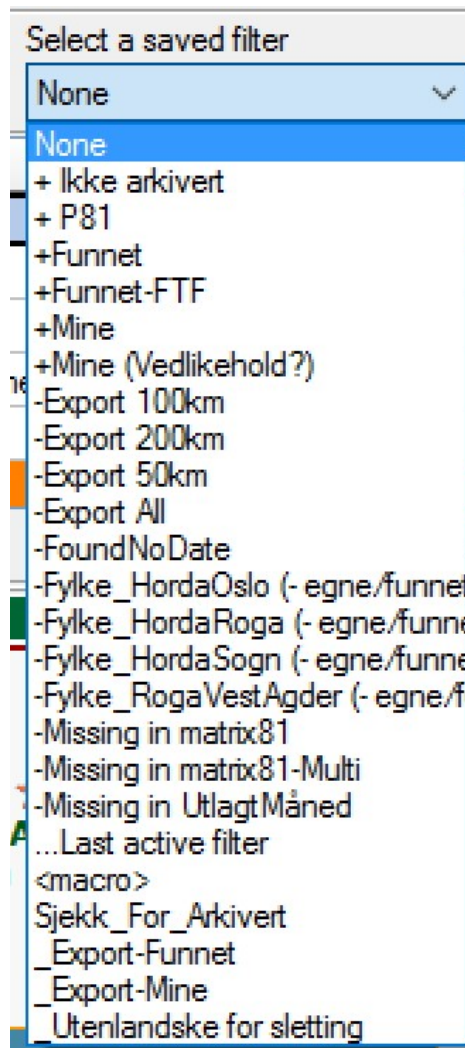 Select a saved filter
None
None
+ Ikke arkivert
+ P81
+Funnet
+Funnet-FTF
+Mine
+Mine (Vedlikehold?)
-Export 100km
-Export 200km
-Export 50km
-Export All
-FoundNoDate
-Fylke_HordaOslo (- egne/funnet
-Fylke_HordaRoga (- egne/funne
-Fylke_HordaSogn (- egne/funne
-Fylke_RogaVestAgder (- egne/f
-Missing in matrix81
-Missing in matrix81-Multi
-Missing in UtlagtMåned
...Last active filter
<macro>
Sjekk_For_Arkivert
_Export-Funnet
_Export-Mine
_Utenlandske for sletting